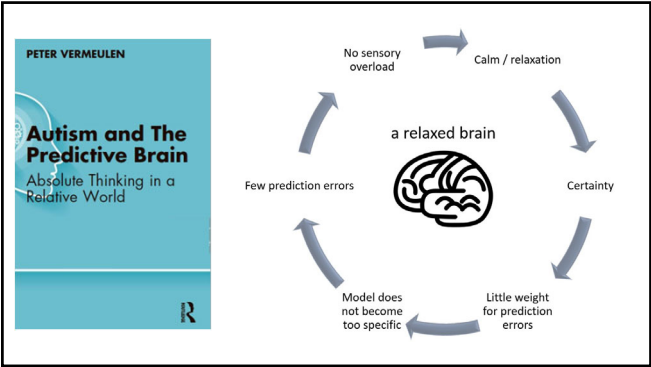 PETER VERMEULEN
Autism and The
Predictive Brain
Absolute Thinking in a
Relative World
R
No sensory
overload
Calm / relaxation
a relaxed brain
Few prediction errors
Certainty
Model does
not become
too specific
Little weight
for prediction
errors